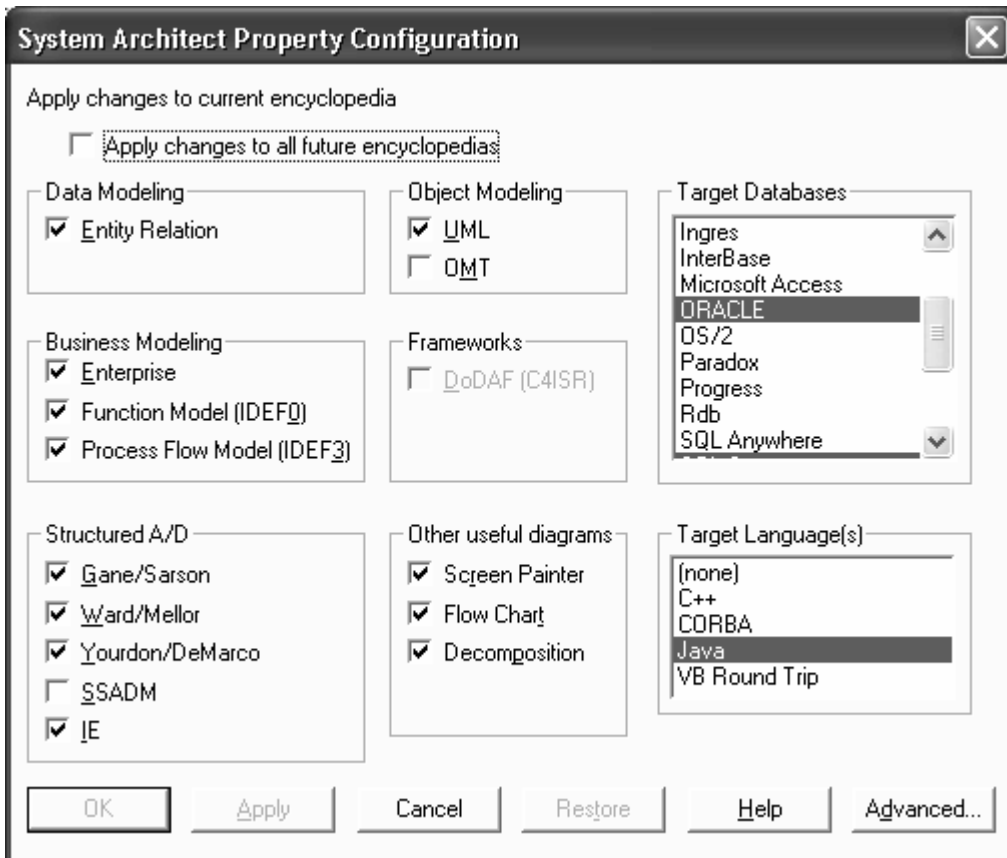 System Architect Property Configuration
Apply changes to current encyclopedia
Apply changes to all future encyclopedias
Data Modeling
Entity Relation
Object Modeling
UML
OMT
Target Databases
Ingres
InterBase
Microsoft Access
ORACLE
OS/2
Paradox
Progress
Rdb
SQL Anywhere
Business Modeling
Enterprise
Function Model (IDEF0)
Process Flow Model (IDEF3)
Frameworks
DoDAF (C4ISR)
Structured A/D
Gane/Sarson
Ward/Mellor
Yourdon/DeMarco
SSADM
IE
Other useful diagrams
Screen Painter
Flow Chart
Decomposition
Target Language(s)
(none)
C++
CORBA
Java
VB Round Trip
OK
Apply
Cancel
Restore
Help
Advanced...